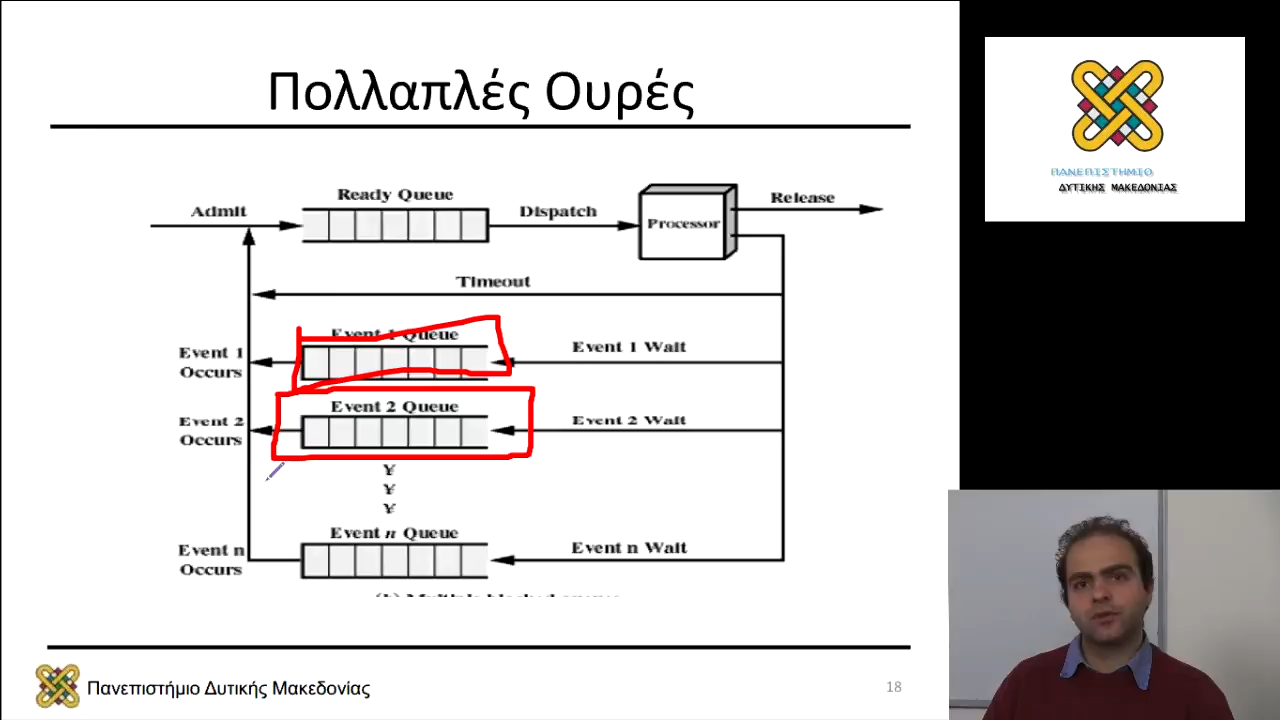 Πολλαπλές Ουρές
Ready Queue
Admit
Dispatch
Processor
Release
Timeout
Event 1 Queue
Event 1 Wait
Event 1
Occurs
Event 2 Queue
Event 2 Wait
Event 2
Occurs
¥
¥
¥
Event n Queue
Event n Wait
Event n
Occurs
Πανεπιστήμιο Δυτικής Μακεδονίας
18
ΠΑΝΕΠΙΣΤΗΜΙΟ
ΔΥΤΙΚΗΣ ΜΑΚΕΔΟΝΙΑΣ